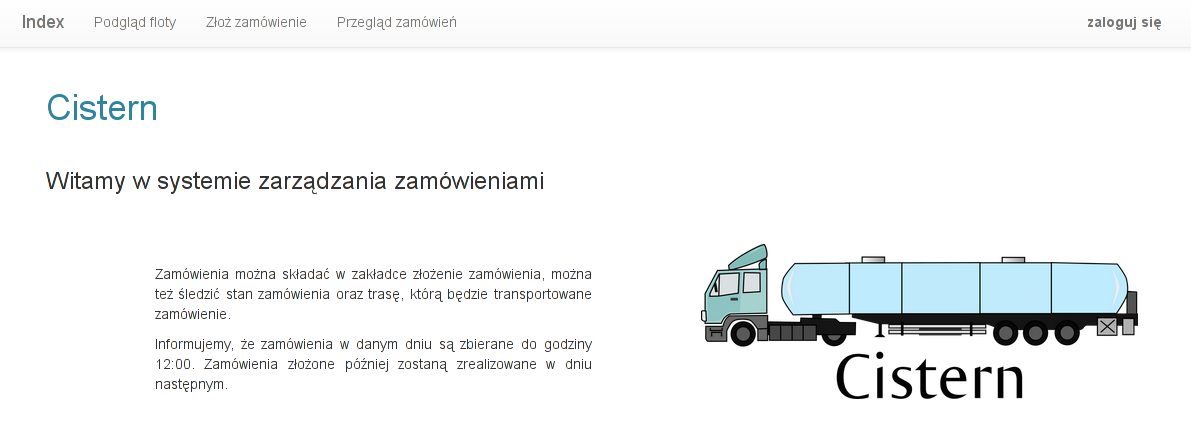 Index Podgląd floty Złoż zamówienie Przegląd zamówień zaloguj się
Cistern
Witamy w systemie zarządzania zamówieniami
Zamówienia można składać w zakładce złożenie zamówienia, można
też śledzić stan zamówienia oraz trasę, którą będzie transportowane
zamówienie.
Informujemy, że zamówienia w danym dniu są zbierane do godziny
12:00. Zamówienia złożone później zostaną zrealizowane w dniu
następnym.
Cistern